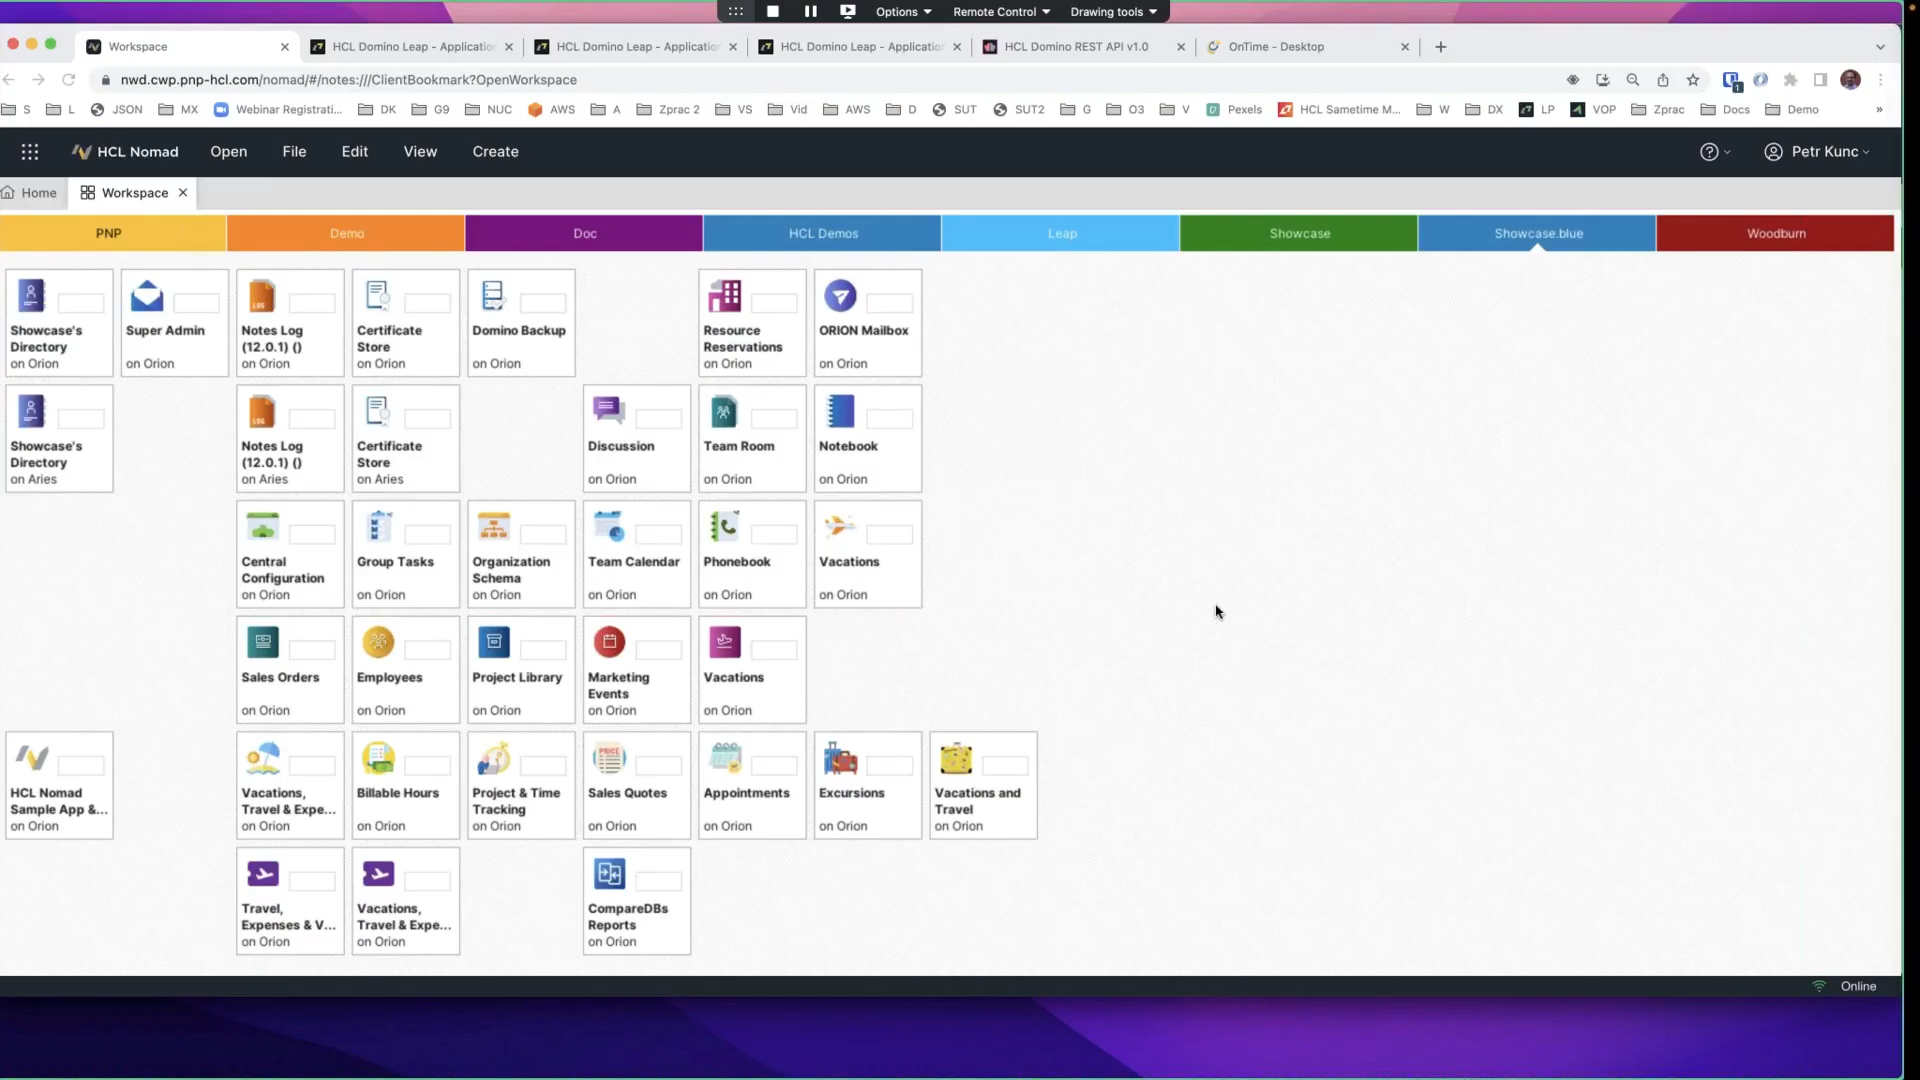 Options
Remote Control
Drawing tools
Workspace
HCL Domino Leap - Application
HCL Domino Leap - Application
HCL Domino Leap - Application
HCL Domino REST API v1.0
OnTime - Desktop
nwd.cwp.pnp-hcl.com/nomad/#/notes:///ClientBookmark?OpenWorkspace
1
S
L
JSON
MX
Webinar Registrati...
DK
G9
NUC
AWS
A
Zprac 2
VS
Vid
AWS
D
SUT
SUT2
G
O3
V
Pexels
HCL Sametime M...
W
DX
LP
VOP
Zprac
Docs
Demo
»
HCL Nomad
Open
File
Edit
View
Create
Petr Kunc
Home
Workspace
PNP
Demo
Doc
HCL Demos
Leap
Showcase
Showcase.blue
Woodburn
Showcase's
Directory
on Orion
Super Admin
on Orion
LOG
Notes Log
(12.0.1) ()
on Orion
Certificate
Store
on Orion
Domino Backup
on Orion
Resource
Reservations
on Orion
ORION Mailbox
on Orion
Showcase's
Directory
on Aries
LOG
Notes Log
(12.0.1) ()
on Aries
Certificate
Store
on Aries
Discussion
on Orion
Team Room
on Orion
Notebook
on Orion
Central
Configuration
on Orion
Group Tasks
on Orion
Organization
Schema
on Orion
Team Calendar
on Orion
Phonebook
on Orion
Vacations
on Orion
Sales Orders
on Orion
Employees
on Orion
Project Library
on Orion
Marketing
Events
on Orion
Vacations
on Orion
HCL Nomad
Sample App &...
on Orion
Vacations,
Travel & Expe...
on Orion
Billable Hours
on Orion
Project & Time
Tracking
on Orion
PRICE
Sales Quotes
on Orion
Appointments
on Orion
Excursions
on Orion
Vacations and
Travel
on Orion
Travel,
Expenses & V...
on Orion
Vacations,
Travel & Expe...
on Orion
CompareDBs
Reports
on Orion
Online